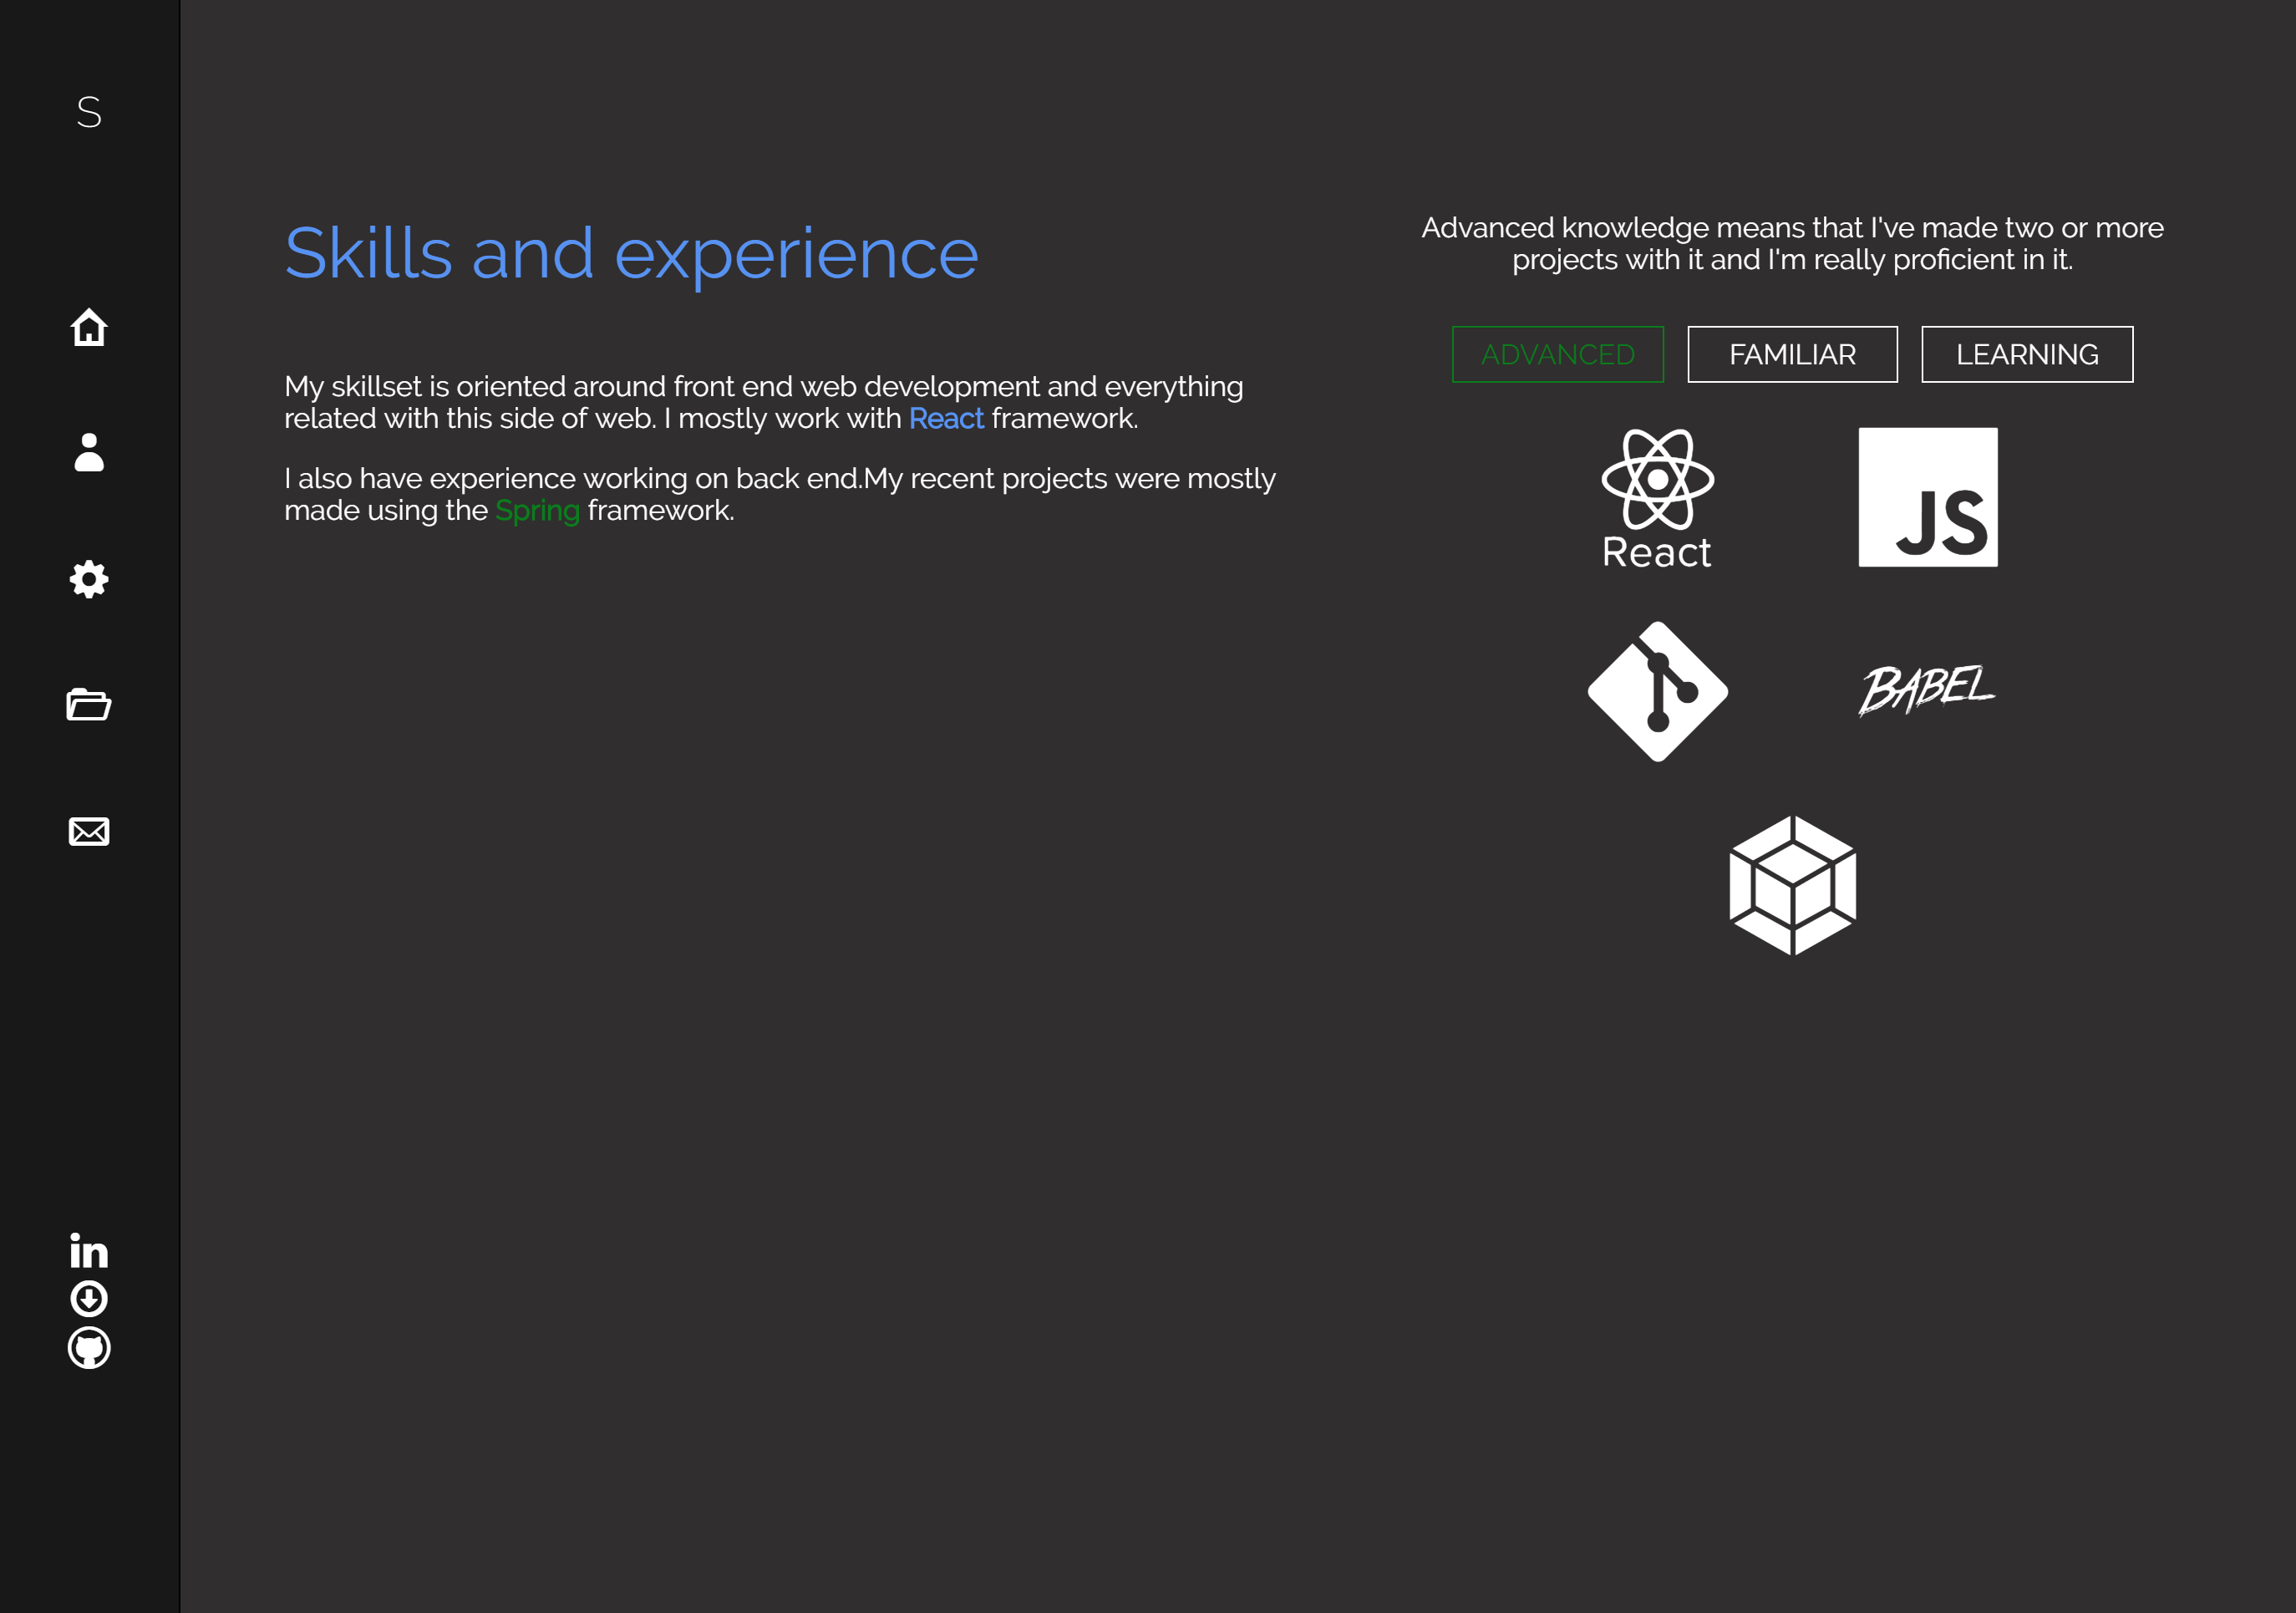 S
Skills and experience
My skillset is oriented around front end web development and everything
related with this side of web. I mostly work with React framework.
I also have experience working on back end.My recent projects were mostly
made using the Spring framework.
Advanced knowledge means that I've made two or more
projects with it and I'm really proficient in it.
ADVANCED
FAMILIAR
LEARNING
React
JS
BABEL
in